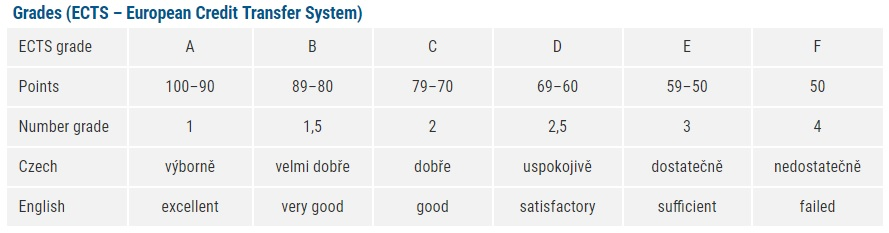 Grades (ECTS – European Credit Transfer System)
ECTS grade A B C D E F
Points 100–90 89–80 79–70 69–60 59–50 50
Number grade 1 1,5 2 2,5 3 4
Czech výborně velmi dobře dobře uspokojivě dostatečně nedostatečně
English excellent very good good satisfactory sufficient failed